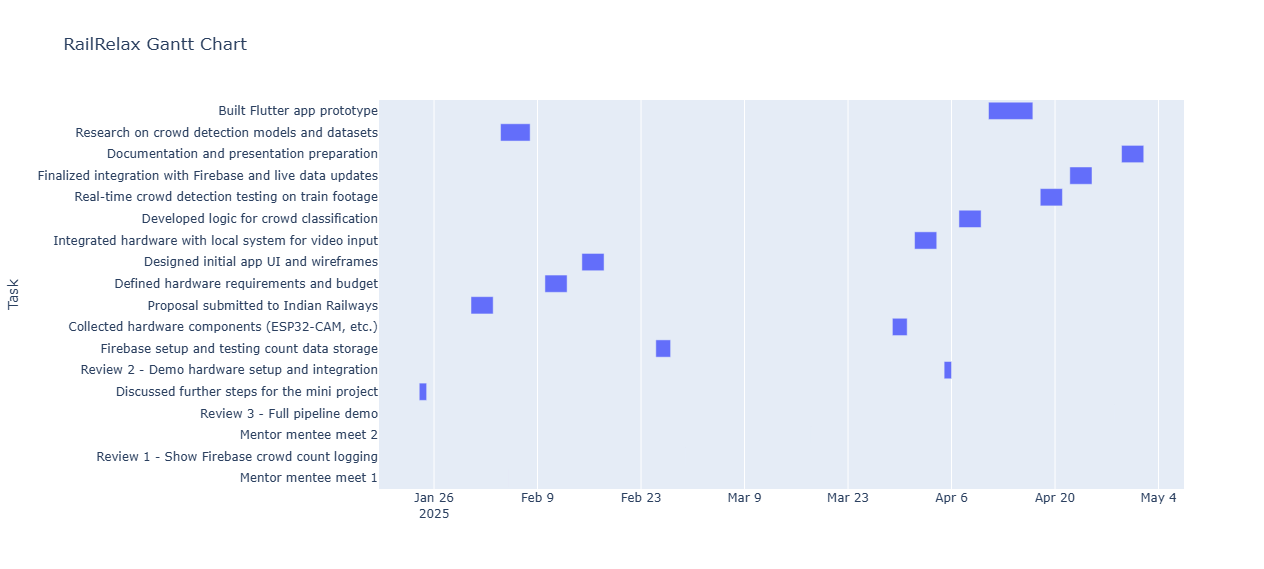 RailRelax Gantt Chart
Task
Built Flutter app prototype
Research on crowd detection models and datasets
Documentation and presentation preparation
Finalized integration with Firebase and live data updates
Real-time crowd detection testing on train footage
Developed logic for crowd classification
Integrated hardware with local system for video input
Designed initial app UI and wireframes
Defined hardware requirements and budget
Proposal submitted to Indian Railways
Collected hardware components (ESP32-CAM, etc.)
Firebase setup and testing count data storage
Review 2 - Demo hardware setup and integration
Discussed further steps for the mini project
Review 3 - Full pipeline demo
Mentor mentee meet 2
Review 1 - Show Firebase crowd count logging
Mentor mentee meet 1
Jan 26 Feb 9 Feb 23 Mar 9 Mar 23 Apr 6 Apr 20 May 4
2025